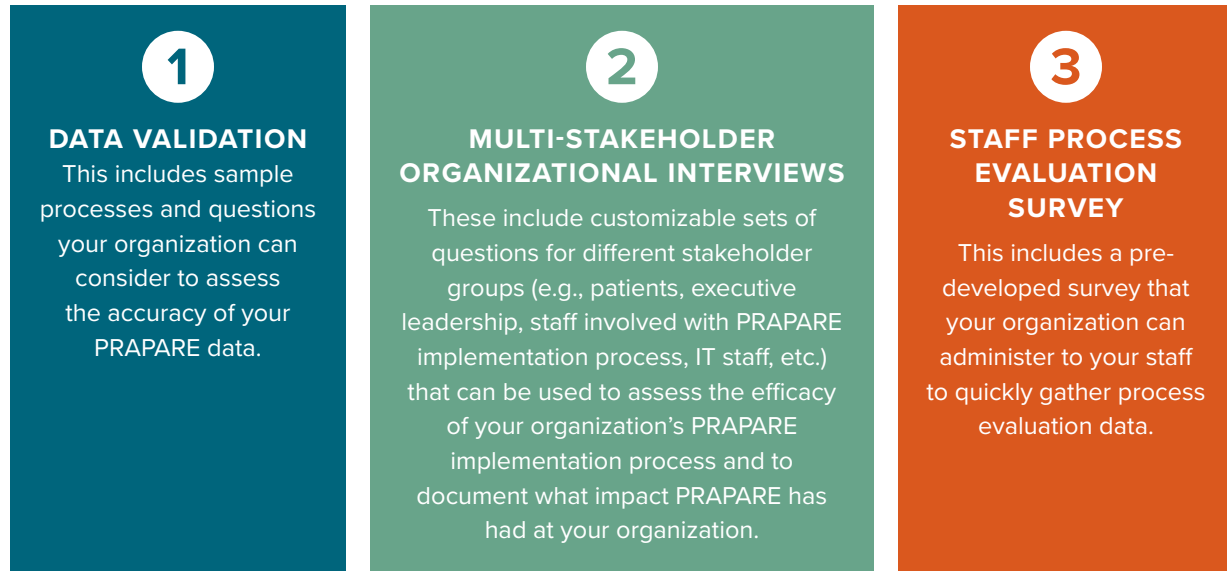 1
DATA VALIDATION
This includes sample
processes and questions
your organization can
consider to assess
the accuracy of your
PRAPARE data.
2
MULTI-STAKEHOLDER
ORGANIZATIONAL INTERVIEWS
These include customizable sets of
questions for different stakeholder
groups (e.g., patients, executive
leadership, staff involved with PRAPARE
implementation process, IT staff, etc.)
that can be used to assess the efficacy
of your organization’s PRAPARE
implementation process and to
document what impact PRAPARE has
had at your organization.
3
STAFF PROCESS
EVALUATION
SURVEY
This includes a pre-
developed survey that
your organization can
administer to your staff
to quickly gather process
evaluation data.